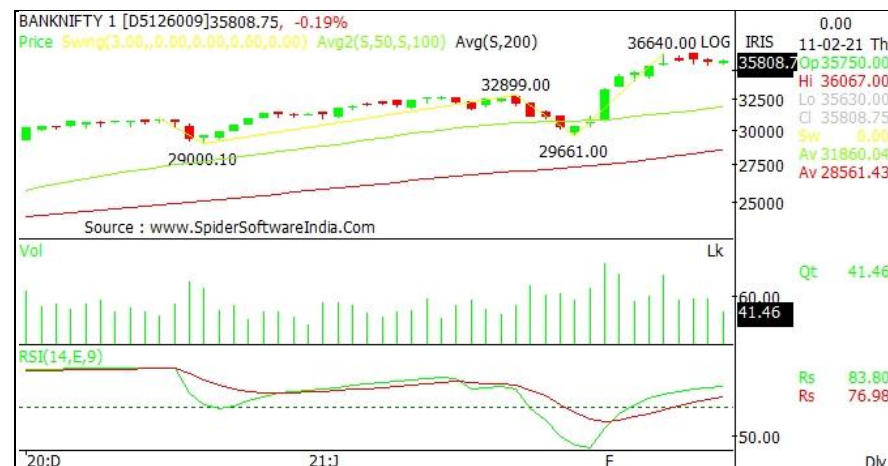 BANKNIFTY 1 [D5126009]35808.75, -0.19%
Price Swing(3.00,,0.00,0.00,0.00,0.00) Avg2(S,50,S,100) Avg(S,200)
36640.00 LOG
IRIS
0.00
11-02-21 Th
35808.7
Op35750.00
Hi 36067.00
Lo 35630.00
Cl 35808.75
Sw 0.00
Av 31860.04
Av 28561.43
32899.00
32500
30000
29000.10
29661.00
27500
25000
Source : www.SpiderSoftwareIndia.Com
Vol
Lk
60.00
Qt 41.46
41.46
RSI(14,E,9)
Rs 83.80
Rs 76.98
50.00
20:D
21:J
F
Dly